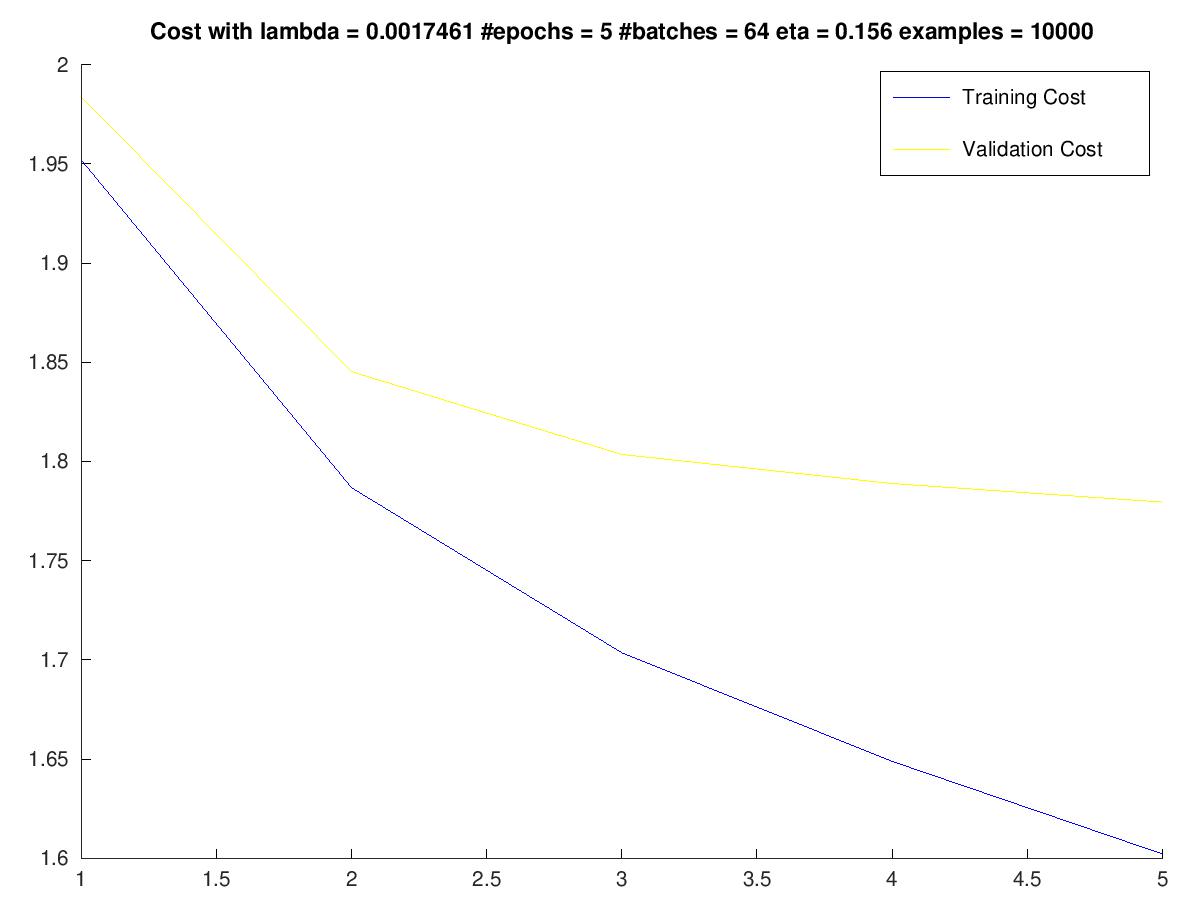 Cost with lambda = 0.0017461 #epochs = 5 #batches = 64 eta = 0.156 examples = 10000
2
Training Cost
Validation Cost
1.95
1.9
1.85
1.8
1.75
1.7
1.65
1.6
1 1.5 2 2.5 3 3.5 4 4.5 5